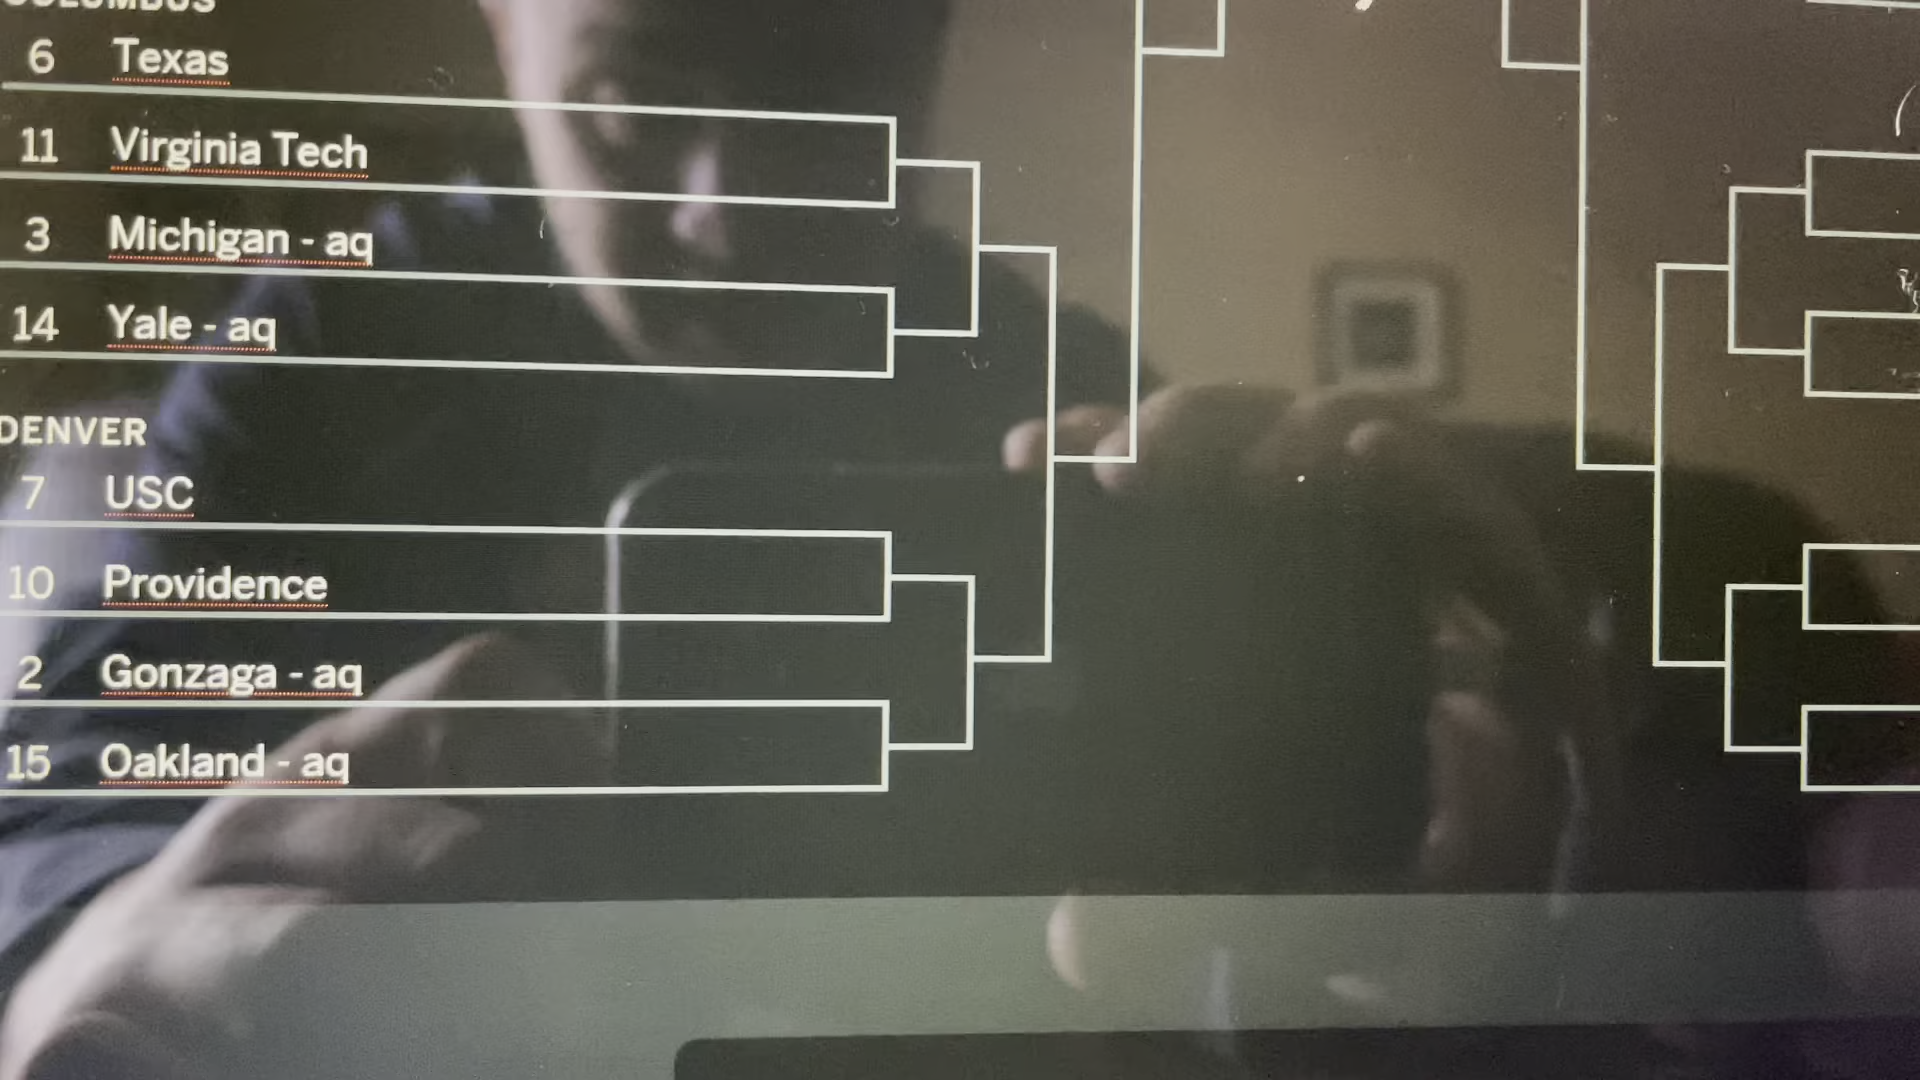 COLUMBUS
6 Texas
11 Virginia Tech
3 Michigan - aq
14 Yale - aq
DENVER
7 USC
10 Providence
2 Gonzaga - aq
15 Oakland - aq